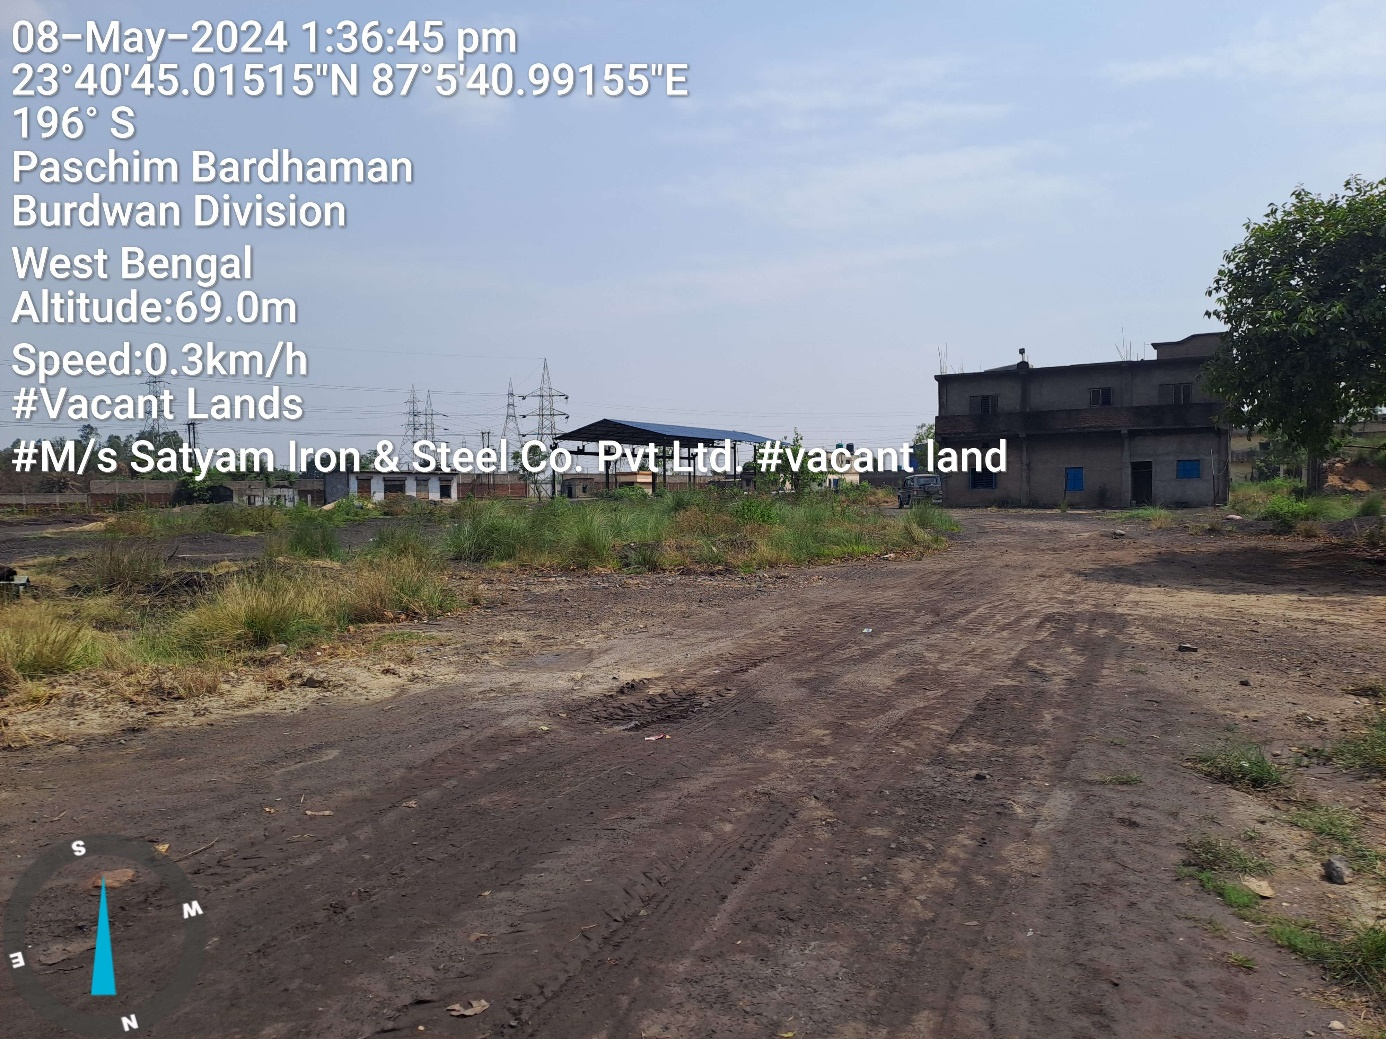 08-May-2024 1:36:45 pm
23°40'45.01515"N 87°5'40.99155"E
196° S
Paschim Bardhaman
Burdwan Division
West Bengal
Altitude:69.0m
Speed:0.3km/h
#Vacant Lands
#M/s Satyam Iron & Steel Co. Pvt Ltd. #vacant land
S
W
E
N